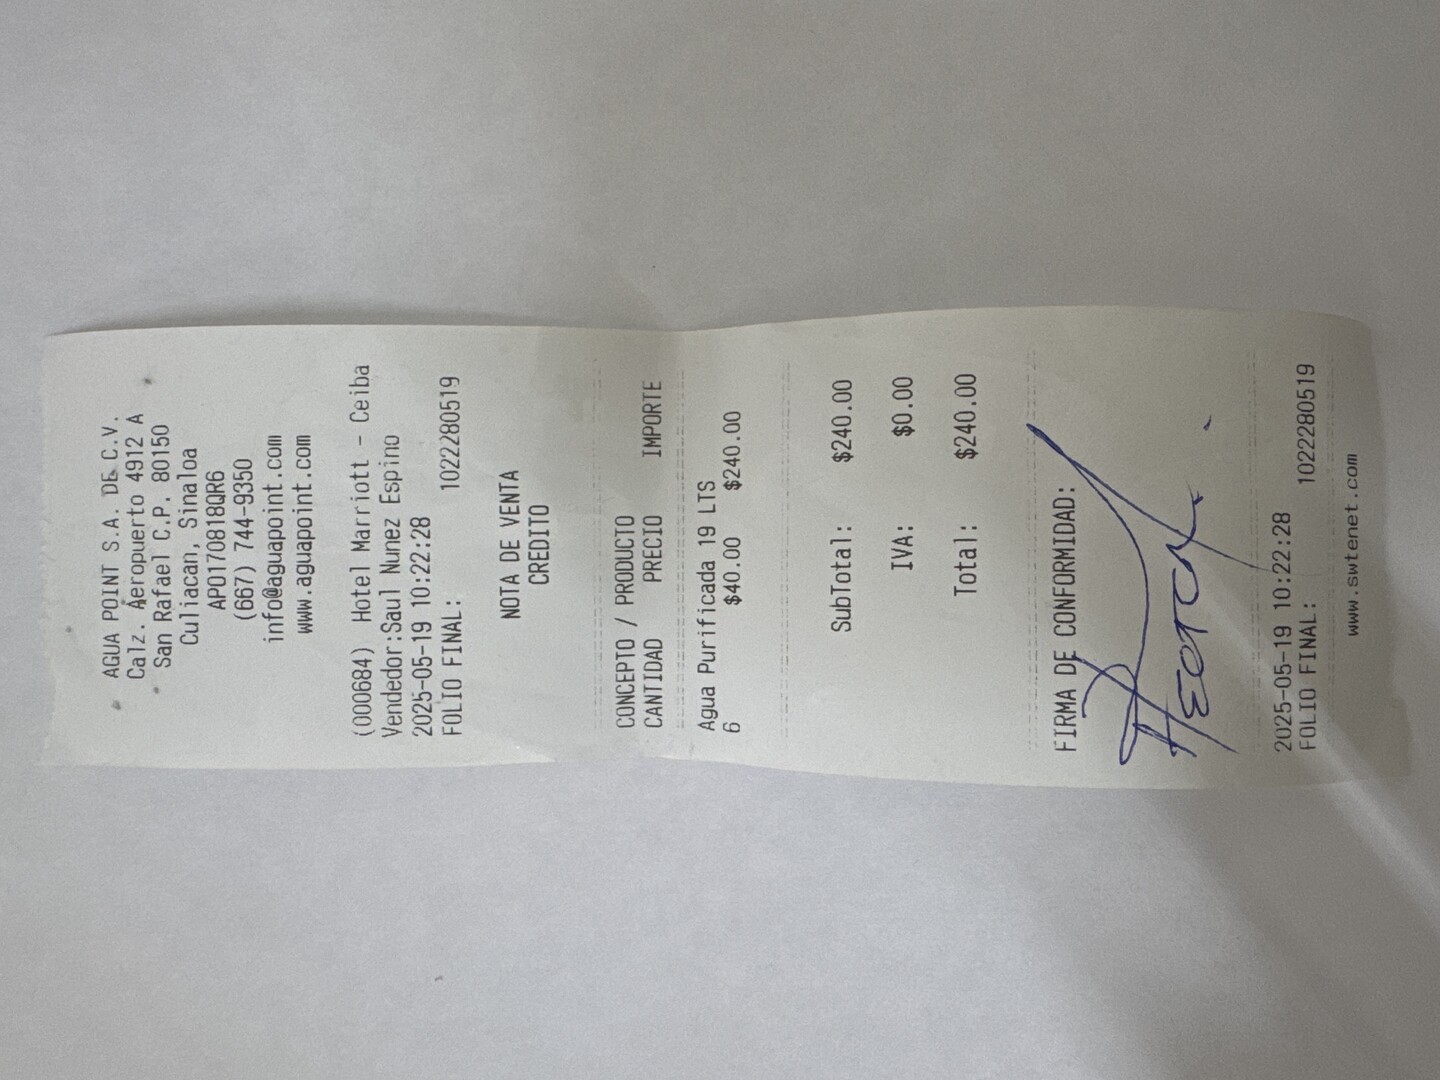 AGUA POINT S.A. DE C.V.
Calz. Aeropuerto 4912 A
San Rafael C.P. 80150
Culiacan, Sinaloa
APO170818QR6
(667) 744-9350
info@aguapoint.com
www.aguapoint.com
(000684) Hotel Marriott - Ceiba
Vendedor:Saul Nunez Espino
2025-05-19 10:22:28
FOLIO FINAL: 1022280519
NOTA DE VENTA
CREDITO
CONCEPTO / PRODUCTO
CANTIDAD PRECIO IMPORTE
Agua Purificada 19 LTS
6 $40.00 $240.00
SubTotal: $240.00
IVA: $0.00
Total: $240.00
FIRMA DE CONFORMIDAD:
2025-05-19 10:22:28
FOLIO FINAL: 1022280519
www.swtenet.com